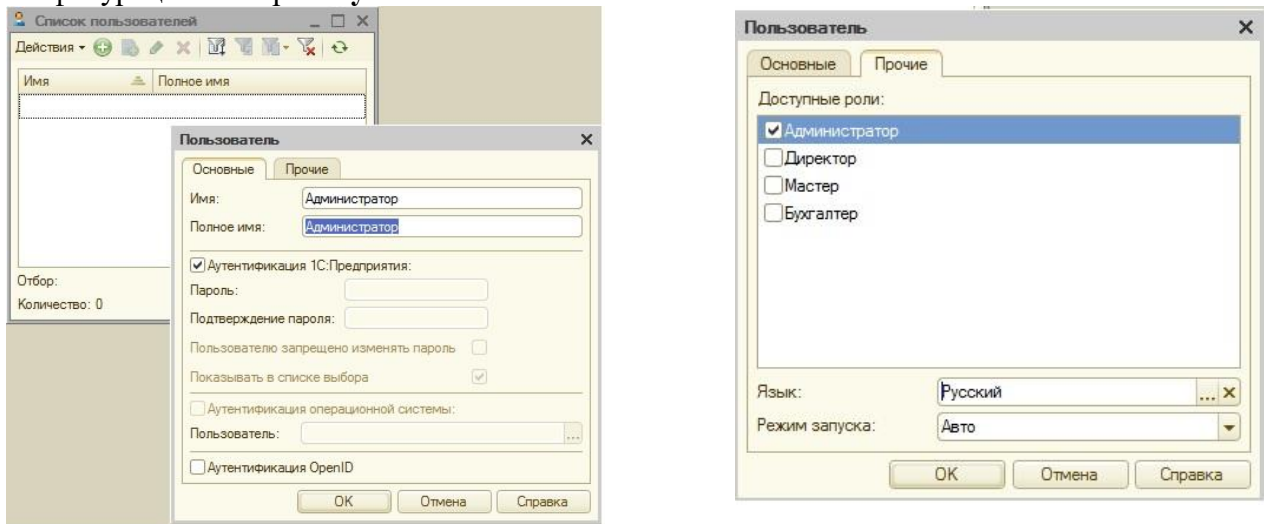 Список пользователей
Действия
Имя Полное имя
Отбор:
Количество: 0
Пользователь
Основные Прочие
Имя: Администратор
Полное имя: Администратор
Аутентификация 1С:Предприятия:
Пароль:
Подтверждение пароля:
Пользователю запрещено изменять пароль
Показывать в списке выбора
Аутентификация операционной системы:
Пользователь: ...
Аутентификация OpenID
OK Отмена Справка
Пользователь
Основные Прочие
Доступные роли:
Администратор
Директор
Мастер
Бухгалтер
Язык: Русский ...
Режим запуска: Авто
OK Отмена Справка